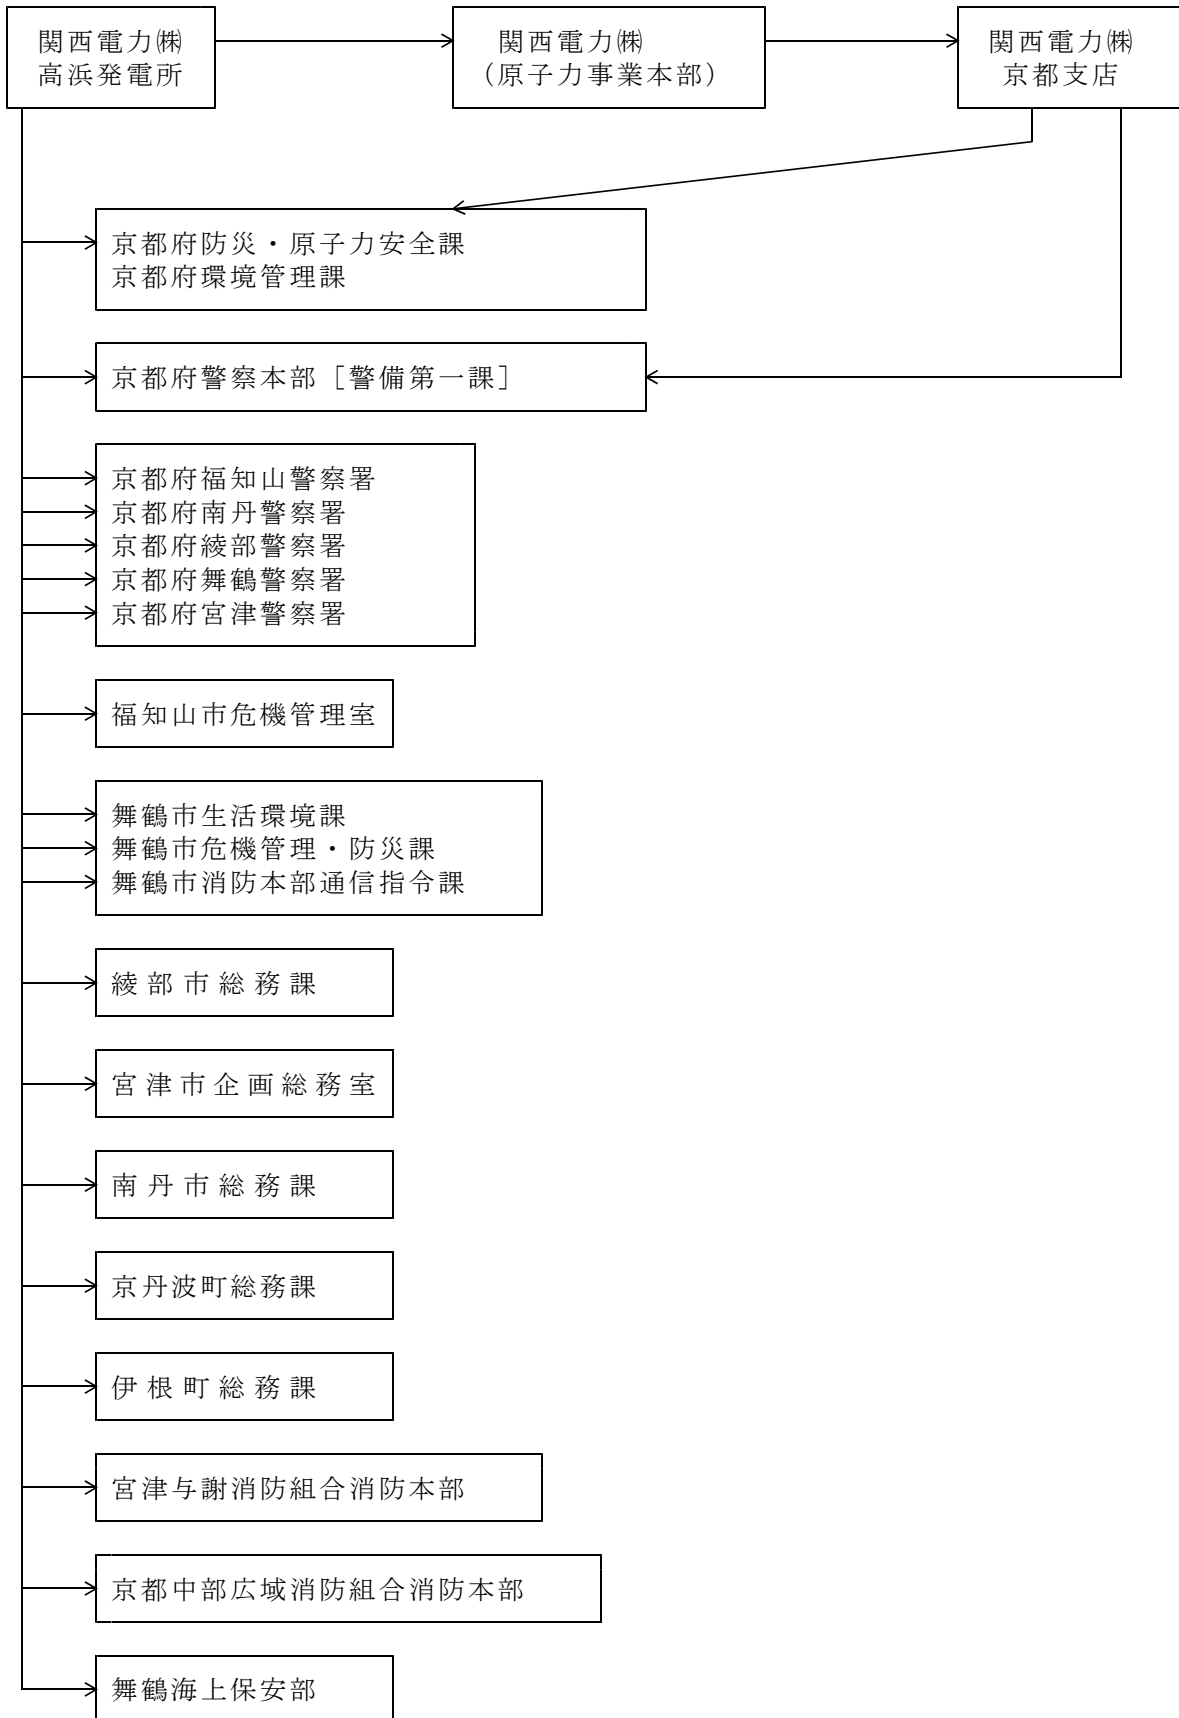 関西電力㈱
高浜発電所
関西電力㈱
（原子力事業本部）
関西電力㈱
京都支店
京都府防災・原子力安全課
京都府環境管理課
京都府警察本部［警備第一課］
京都府福知山警察署
京都府南丹警察署
京都府綾部警察署
京都府舞鶴警察署
京都府宮津警察署
福知山市危機管理室
舞鶴市生活環境課
舞鶴市危機管理・防災課
舞鶴市消防本部通信指令課
綾部市総務課
宮津市企画総務室
南丹市総務課
京丹波町総務課
伊根町総務課
宮津与謝消防組合消防本部
京都中部広域消防組合消防本部
舞鶴海上保安部